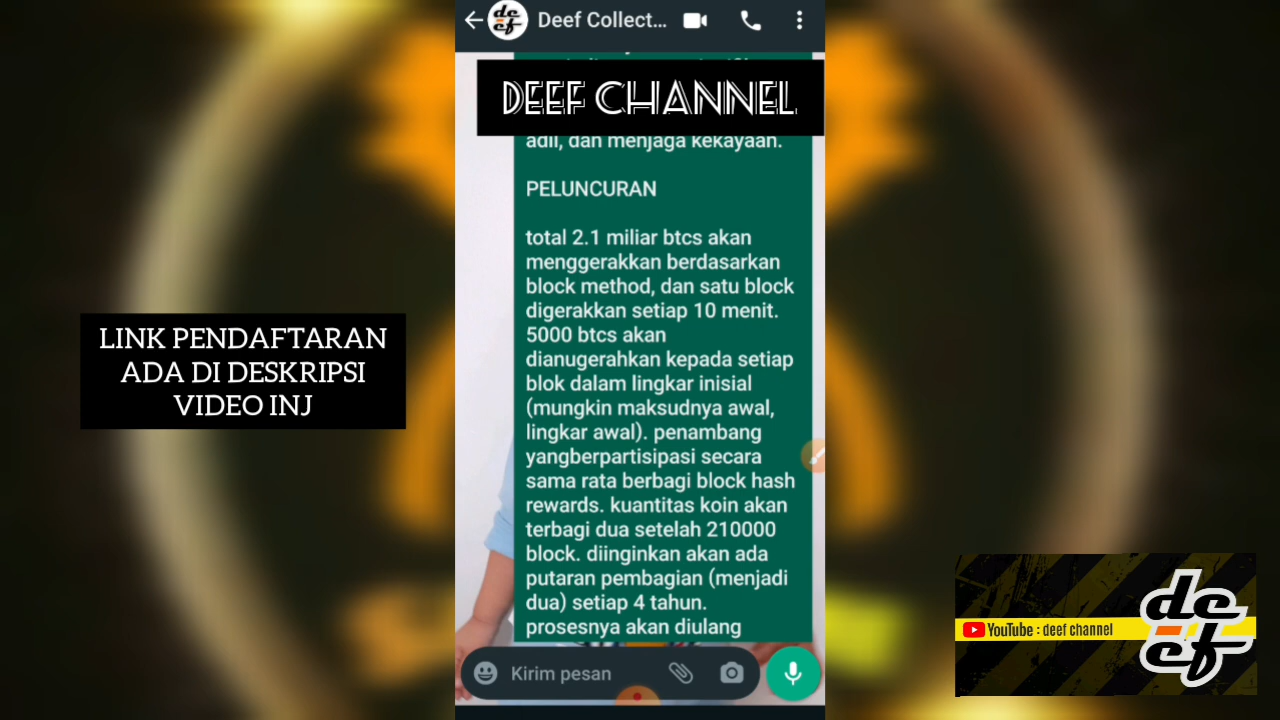 Deef Collect...
DEEF CHANNEL
adil, dan menjaga kekayaan.
PELUNCURAN
total 2.1 miliar btcs akan
menggerakkan berdasarkan
block method, dan satu block
digerakkan setiap 10 menit.
5000 btcs akan
dianugerahkan kepada setiap
blok dalam lingkar inisial
(mungkin maksudnya awal,
lingkar awal). penambang
yangberpartisipasi secara
sama rata berbagi block hash
rewards. kuantitas koin akan
terbagi dua setelah 210000
block. diinginkan akan ada
putaran pembagian (menjadi
dua) setiap 4 tahun.
prosesnya akan diulang
Kirim pesan
LINK PENDAFTARAN
ADA DI DESKRIPSI
VIDEO INJ
YouTube : deef channel
de
ef